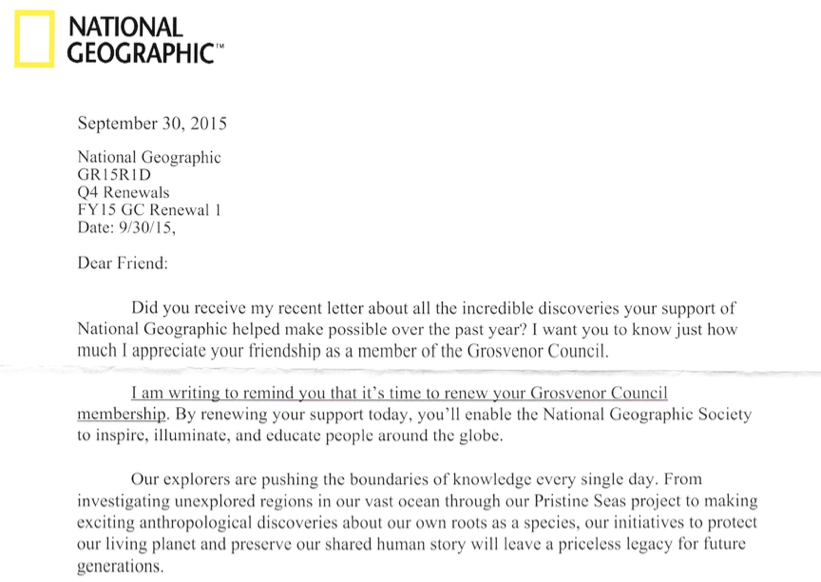 NATIONAL
GEOGRAPHIC™
September 30, 2015
National Geographic
GR15R1D
Q4 Renewals
FY15 GC Renewal 1
Date: 9/30/15,
Dear Friend:
Did you receive my recent letter about all the incredible discoveries your support of
National Geographic helped make possible over the past year? I want you to know just how
much I appreciate your friendship as a member of the Grosvenor Council.
I am writing to remind you that it's time to renew your Grosvenor Council
membership. By renewing your support today, you'll enable the National Geographic Society
to inspire, illuminate, and educate people around the globe.
Our explorers are pushing the boundaries of knowledge every single day. From
investigating unexplored regions in our vast ocean through our Pristine Seas project to making
exciting anthropological discoveries about our own roots as a species, our initiatives to protect
our living planet and preserve our shared human story will leave a priceless legacy for future
generations.